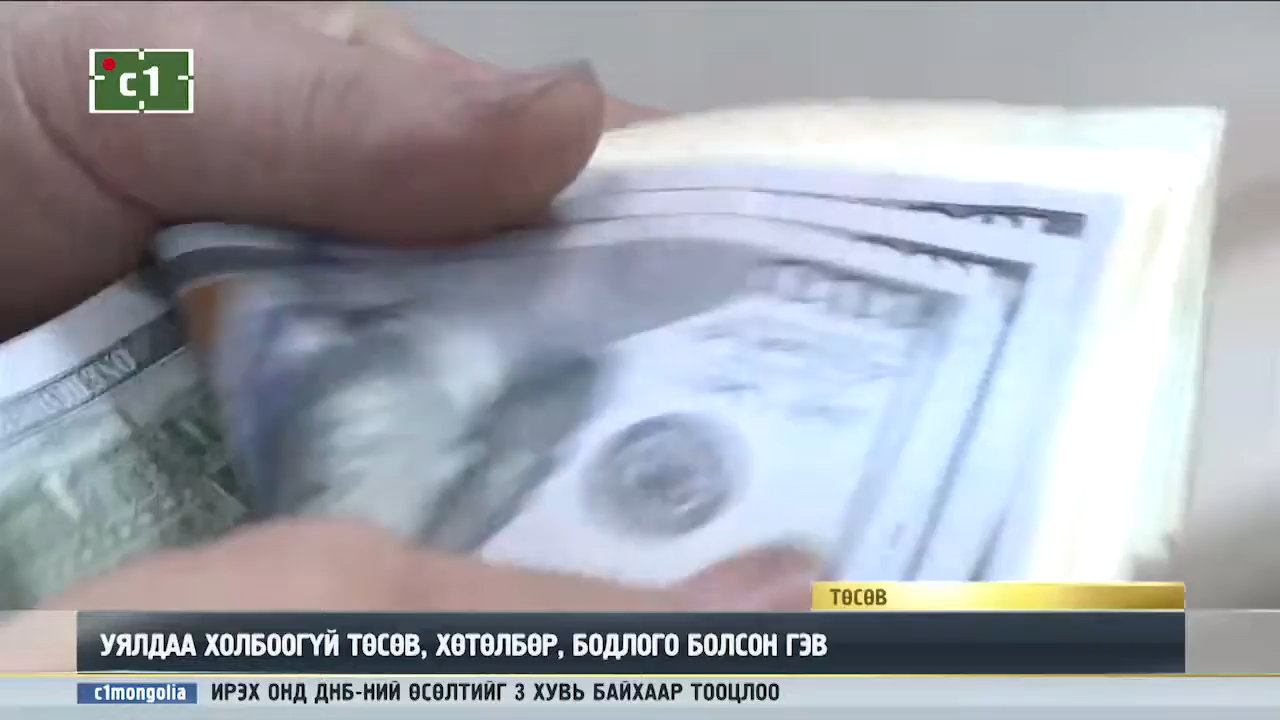 c1
ТӨСӨВ
УЯЛДАА ХОЛБООГҮЙ ТӨСӨВ, ХӨТӨЛБӨР, БОДЛОГО БОЛСОН ГЭВ
c1mongolia ИРЭХ ОНД ДНБ-НИЙ ӨСӨЛТИЙГ 3 ХУВЬ БАЙХААР ТООЦЛОО